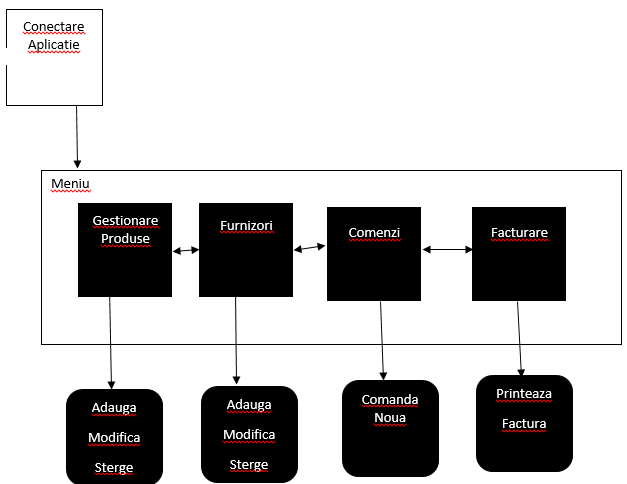 Conectare
Aplicatie
Meniu
Gestionare
Produse
Furnizori
Comenzi
Facturare
Adauga
Modifica
Sterge
Adauga
Modifica
Sterge
Comanda
Noua
Printeaza
Factura